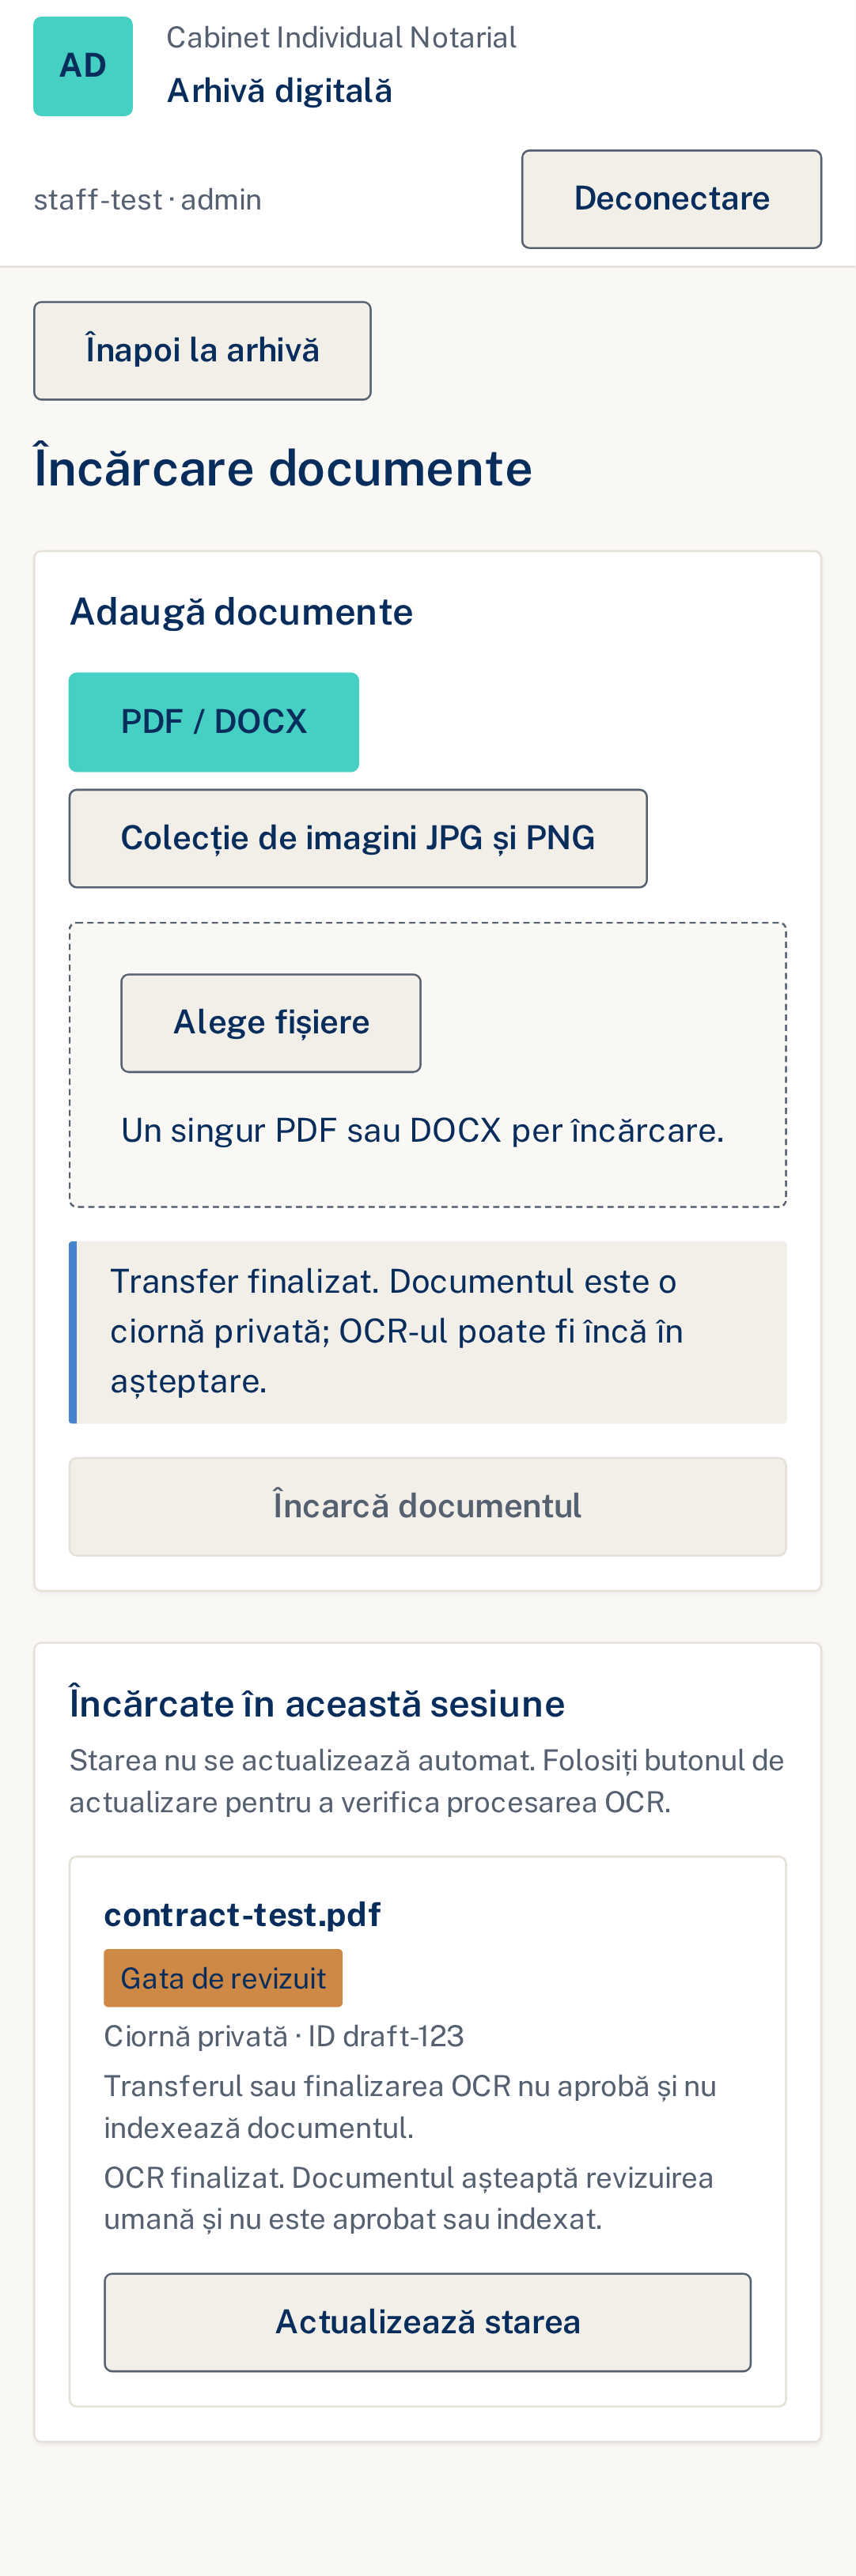 AD
Cabinet Individual Notarial
Arhivă digitală
staff-test · admin
Deconectare
Înapoi la arhivă
Încărcare documente
Adaugă documente
PDF / DOCX
Colecție de imagini JPG și PNG
Alege fișiere
Un singur PDF sau DOCX per încărcare.
Transfer finalizat. Documentul este o
ciornă privată; OCR-ul poate fi încă în
așteptare.
Încarcă documentul
Încărcate în această sesiune
Starea nu se actualizează automat. Folosiți butonul de
actualizare pentru a verifica procesarea OCR.
contract-test.pdf
Gata de revizuit
Ciornă privată · ID draft-123
Transferul sau finalizarea OCR nu aprobă și nu
indexează documentul.
OCR finalizat. Documentul așteaptă revizuirea
umană și nu este aprobat sau indexat.
Actualizează starea